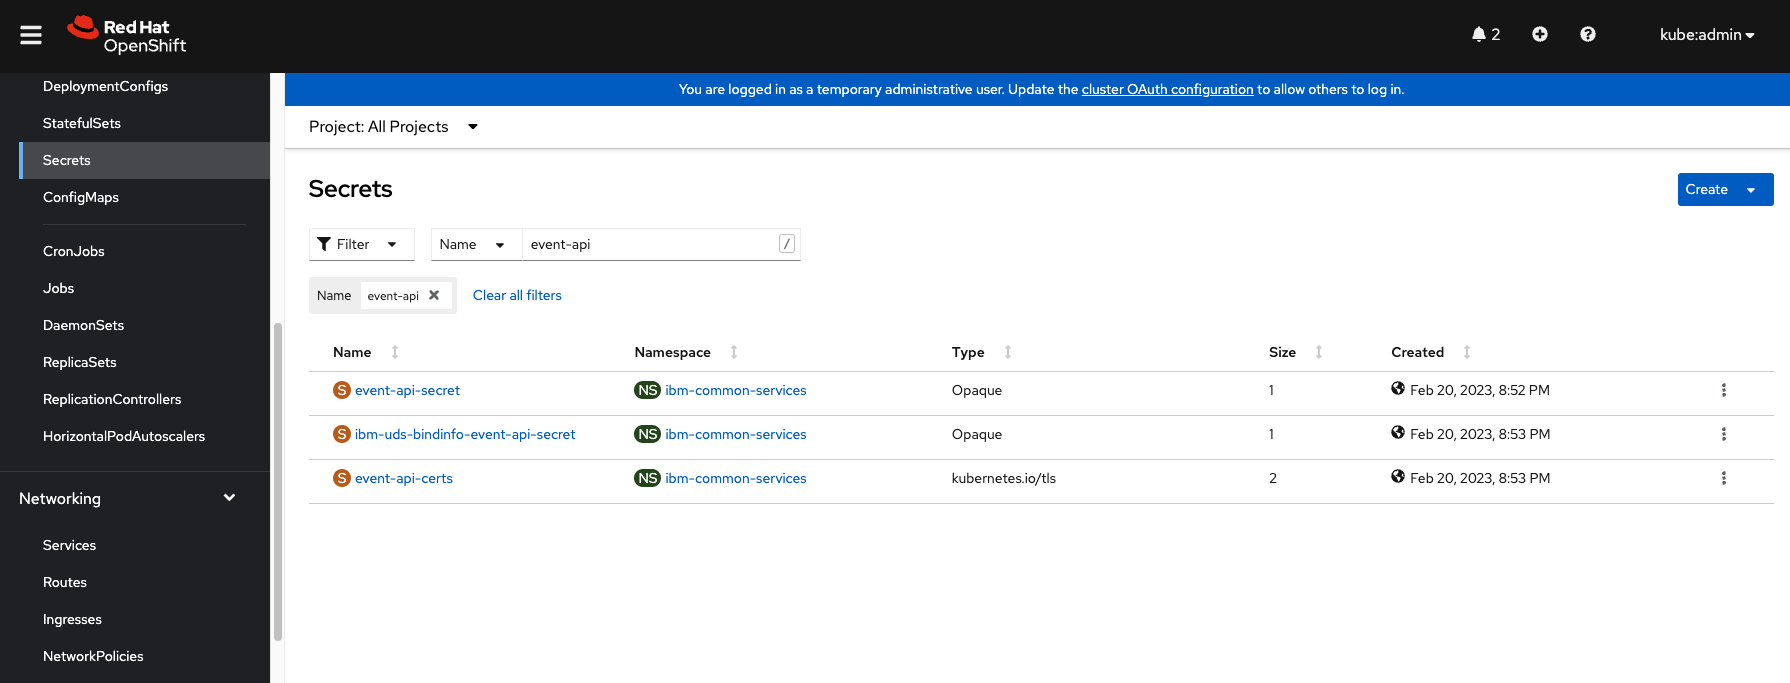 Red Hat
OpenShift
2
kube:admin
DeploymentConfigs
StatefulSets
Secrets
ConfigMaps
CronJobs
Jobs
DaemonSets
ReplicaSets
ReplicationControllers
HorizontalPodAutoscalers
Networking
Services
Routes
Ingresses
NetworkPolicies
You are logged in as a temporary administrative user. Update the cluster OAuth configuration to allow others to log in.
Project: All Projects
Secrets
Create
Filter Name event-api /
Name event-api Clear all filters
Name Namespace Type Size Created
S event-api-secret NS ibm-common-services Opaque 1 Feb 20, 2023, 8:52 PM
S ibm-uds-bindinfo-event-api-secret NS ibm-common-services Opaque 1 Feb 20, 2023, 8:53 PM
S event-api-certs NS ibm-common-services kubernetes.io/tls 2 Feb 20, 2023, 8:53 PM